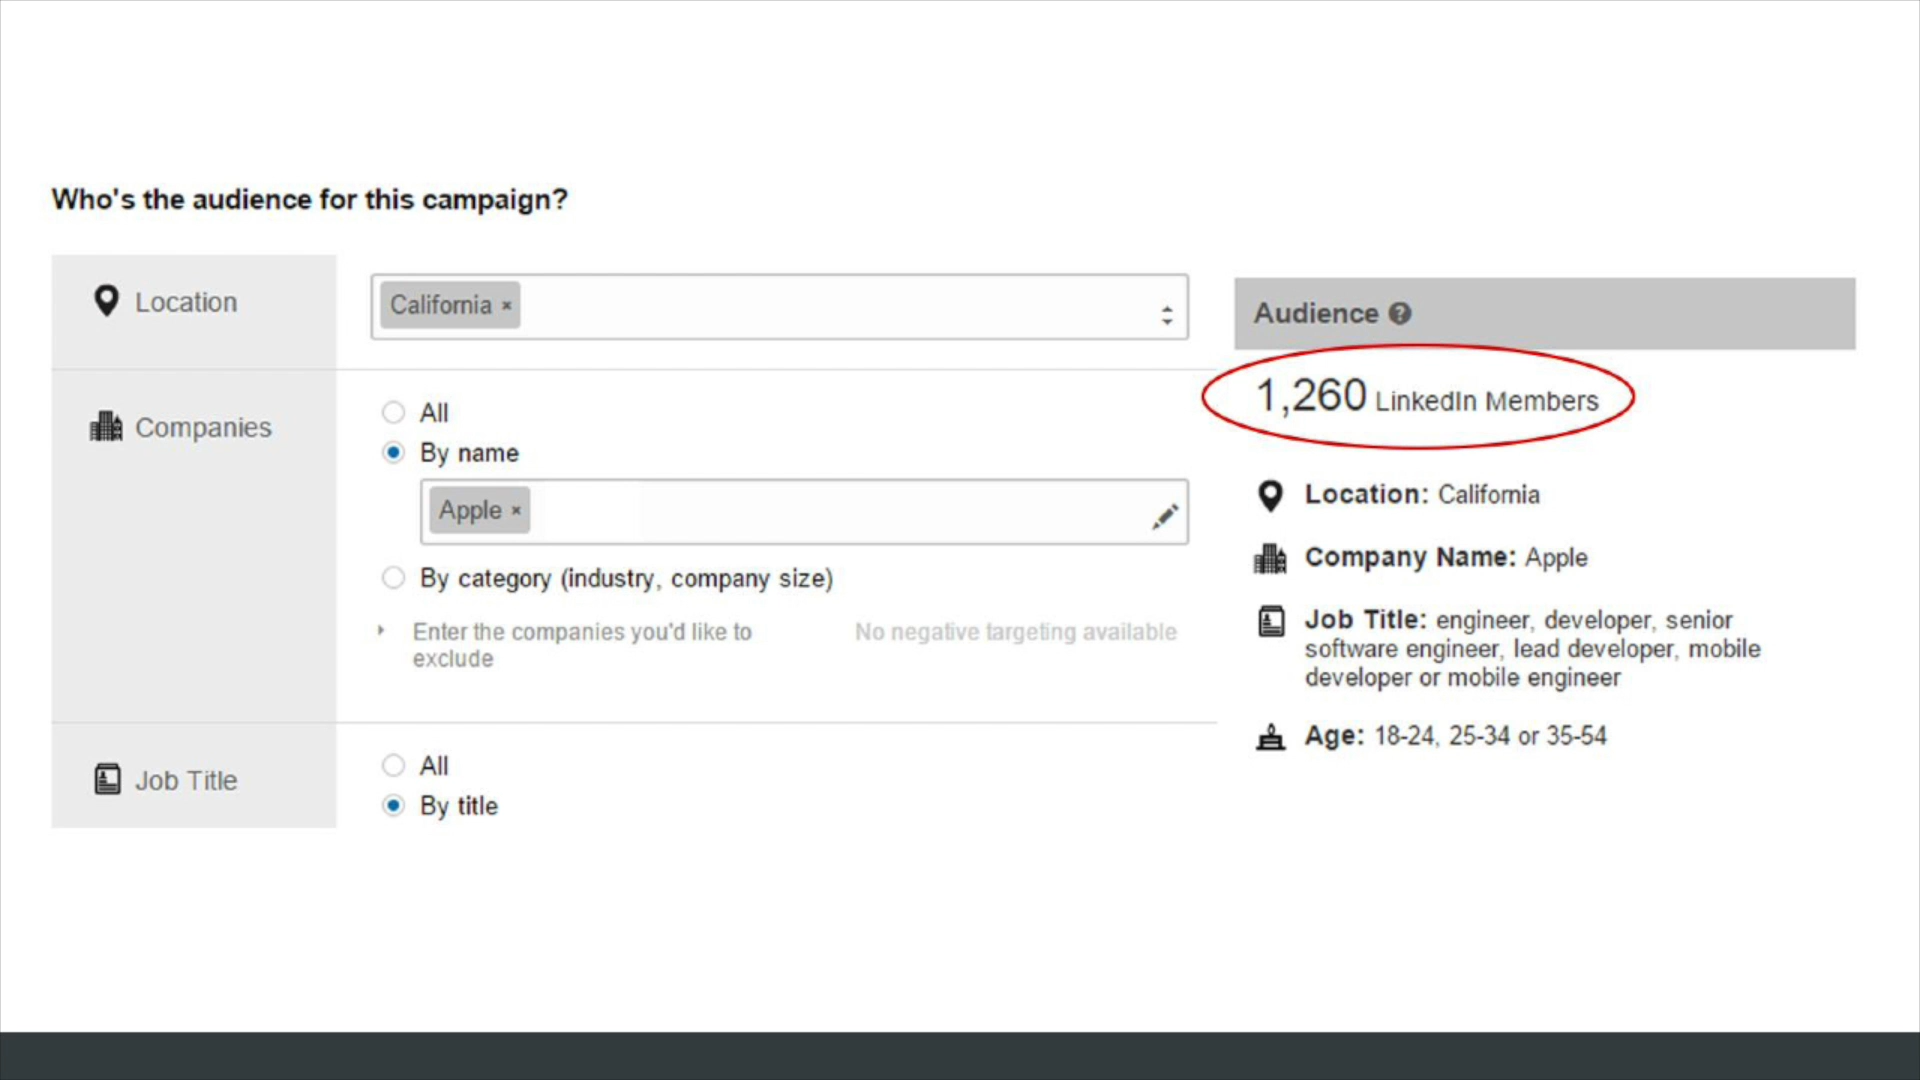 Who's the audience for this campaign?
Location
California ×
Companies
All
By name
Apple ×
By category (industry, company size)
Enter the companies you'd like to
exclude
No negative targeting available
Job Title
All
By title
Audience ?
1,260 LinkedIn Members
Location: California
Company Name: Apple
Job Title: engineer, developer, senior
software engineer, lead developer, mobile
developer or mobile engineer
Age: 18-24, 25-34 or 35-54